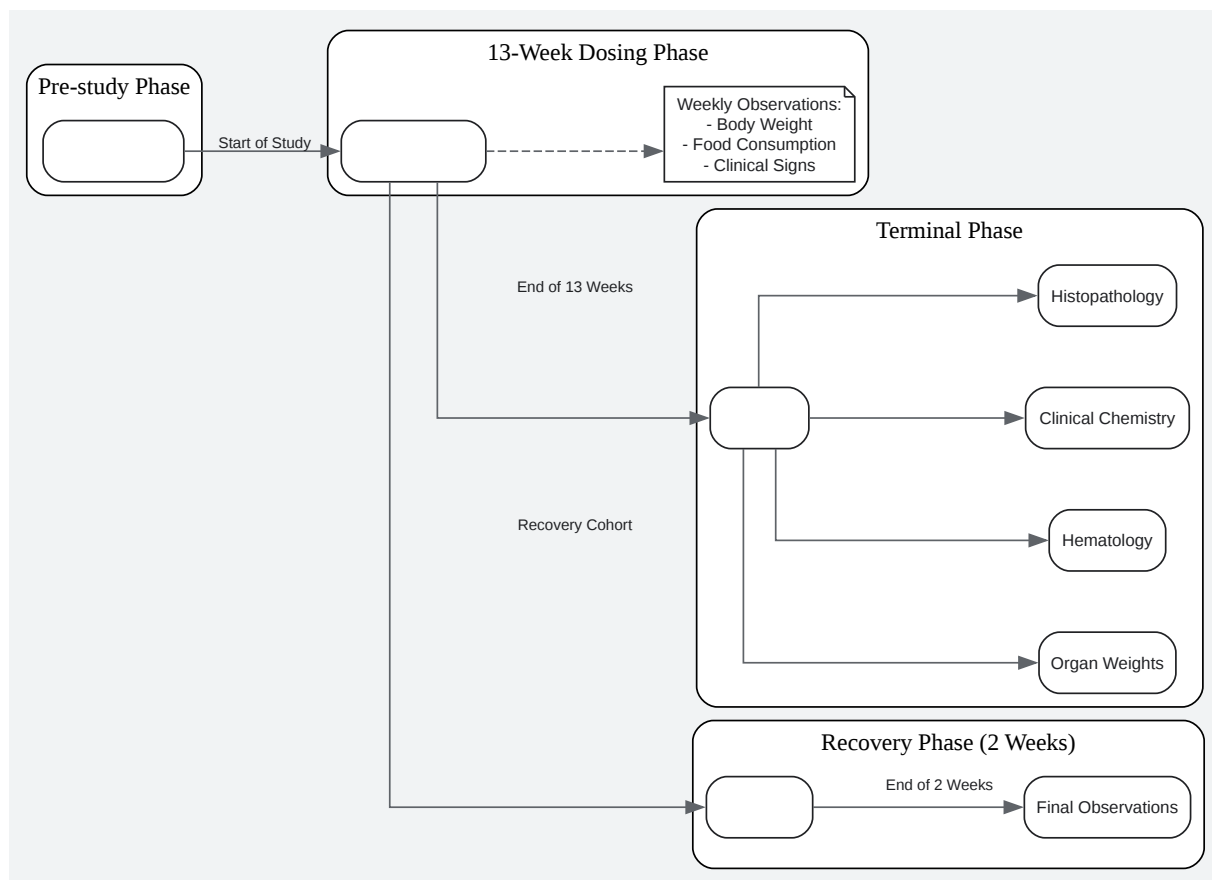 13-Week Dosing Phase
Pre-study Phase
Weekly Observations:
- Body Weight
- Food Consumption
- Clinical Signs
Start of Study
Terminal Phase
End of 13 Weeks
Histopathology
Clinical Chemistry
Recovery Cohort
Hematology
Organ Weights
Recovery Phase (2 Weeks)
End of 2 Weeks
Final Observations